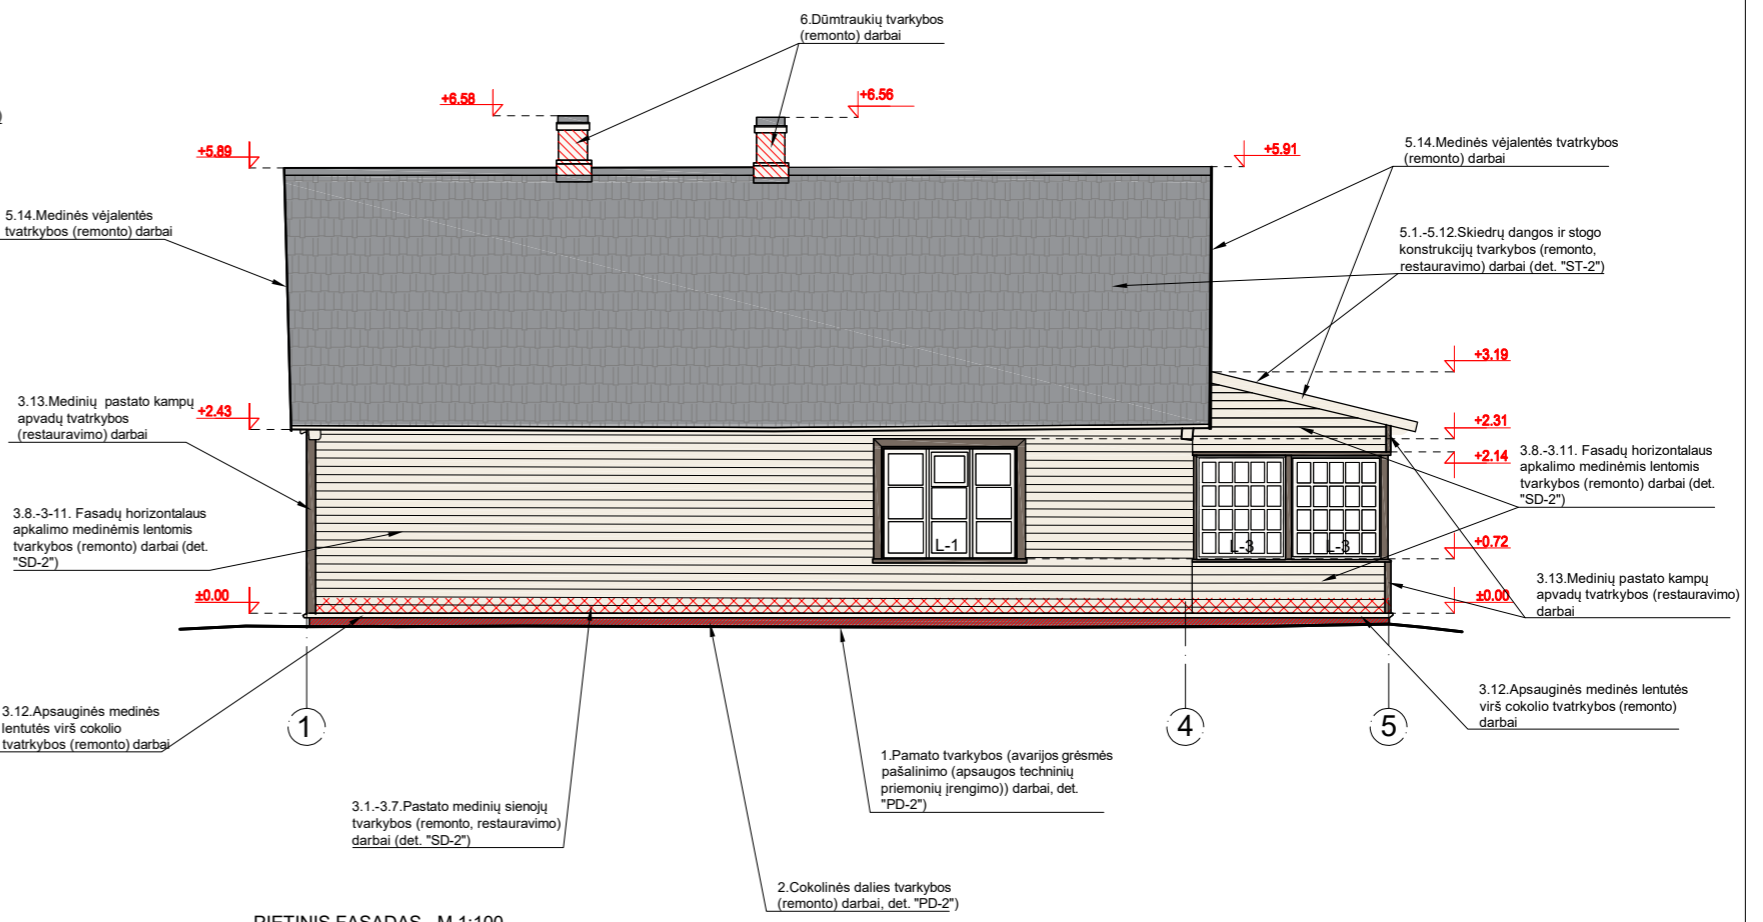 6.Dūmtraukių tvarkybos
(remonto) darbai
+6.58
+6.56
+5.89
+5.91
5.14.Medinės vėjalentės tvatrkybos
(remonto) darbai
5.14.Medinės vėjalentės
tvatrkybos (remonto) darbai
5.1.-5.12.Skiedrų dangos ir stogo
konstrukcijų tvarkybos (remonto,
restauravimo) darbai (det. "ST-2")
+3.19
3.13.Medinių pastato kampų
apvadų tvatrkybos
(restauravimo) darbai
+2.43
+2.31
+2.14
3.8.-3.11. Fasadų horizontalaus
apkalimo medinėmis lentomis
tvarkybos (remonto) darbai (det.
"SD-2")
3.8.-3-11. Fasadų horizontalaus
apkalimo medinėmis lentomis
tvarkybos (remonto) darbai (det.
"SD-2")
L-1
L-3
L-3
+0.72
±0.00
±0.00
3.13.Medinių pastato kampų
apvadų tvatrkybos (restauravimo)
darbai
3.12.Apsauginės medinės
lentutės virš cokolio
tvatrkybos (remonto) darbai
1
4
5
3.12.Apsauginės medinės lentutės
virš cokolio tvatrkybos (remonto)
darbai
1.Pamato tvarkybos (avarijos grėsmės
pašalinimo (apsaugos techninių
priemonių įrengimo)) darbai, det.
"PD-2")
3.1.-3.7.Pastato medinių sienojų
tvarkybos (remonto, restauravimo)
darbai (det. "SD-2")
2.Cokolinės dalies tvarkybos
(remonto) darbai, det. "PD-2")
PIETINIS FASADAS M 1:100